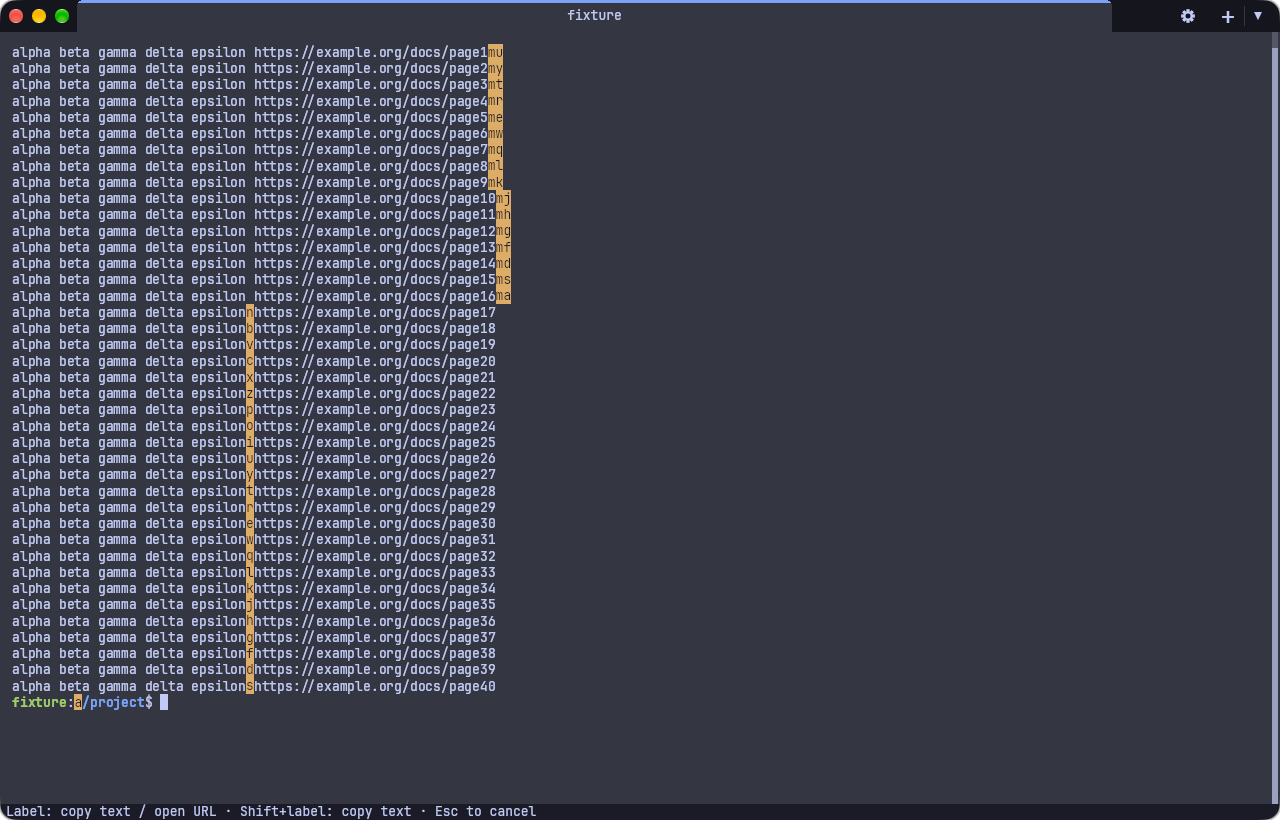 fixture
alpha beta gamma delta epsilon https://example.org/docs/page1mu
alpha beta gamma delta epsilon https://example.org/docs/page2my
alpha beta gamma delta epsilon https://example.org/docs/page3mt
alpha beta gamma delta epsilon https://example.org/docs/page4mr
alpha beta gamma delta epsilon https://example.org/docs/page5me
alpha beta gamma delta epsilon https://example.org/docs/page6mw
alpha beta gamma delta epsilon https://example.org/docs/page7mq
alpha beta gamma delta epsilon https://example.org/docs/page8ml
alpha beta gamma delta epsilon https://example.org/docs/page9mk
alpha beta gamma delta epsilon https://example.org/docs/page10mj
alpha beta gamma delta epsilon https://example.org/docs/page11mh
alpha beta gamma delta epsilon https://example.org/docs/page12mg
alpha beta gamma delta epsilon https://example.org/docs/page13mf
alpha beta gamma delta epsilon https://example.org/docs/page14md
alpha beta gamma delta epsilon https://example.org/docs/page15ms
alpha beta gamma delta epsilon https://example.org/docs/page16ma
alpha beta gamma delta epsilonnhttps://example.org/docs/page17
alpha beta gamma delta epsilonbhttps://example.org/docs/page18
alpha beta gamma delta epsilonvhttps://example.org/docs/page19
alpha beta gamma delta epsilonchttps://example.org/docs/page20
alpha beta gamma delta epsilonxhttps://example.org/docs/page21
alpha beta gamma delta epsilonzhttps://example.org/docs/page22
alpha beta gamma delta epsilonphttps://example.org/docs/page23
alpha beta gamma delta epsilonohttps://example.org/docs/page24
alpha beta gamma delta epsilonihttps://example.org/docs/page25
alpha beta gamma delta epsilonuhttps://example.org/docs/page26
alpha beta gamma delta epsilonyhttps://example.org/docs/page27
alpha beta gamma delta epsilonthttps://example.org/docs/page28
alpha beta gamma delta epsilonrhttps://example.org/docs/page29
alpha beta gamma delta epsilonehttps://example.org/docs/page30
alpha beta gamma delta epsilonwhttps://example.org/docs/page31
alpha beta gamma delta epsilonqhttps://example.org/docs/page32
alpha beta gamma delta epsilonlhttps://example.org/docs/page33
alpha beta gamma delta epsilonkhttps://example.org/docs/page34
alpha beta gamma delta epsilonjhttps://example.org/docs/page35
alpha beta gamma delta epsilonhhttps://example.org/docs/page36
alpha beta gamma delta epsilonghttps://example.org/docs/page37
alpha beta gamma delta epsilonfhttps://example.org/docs/page38
alpha beta gamma delta epsilondhttps://example.org/docs/page39
alpha beta gamma delta epsilonshttps://example.org/docs/page40
fixture:a/project$
Label: copy text / open URL · Shift+label: copy text · Esc to cancel